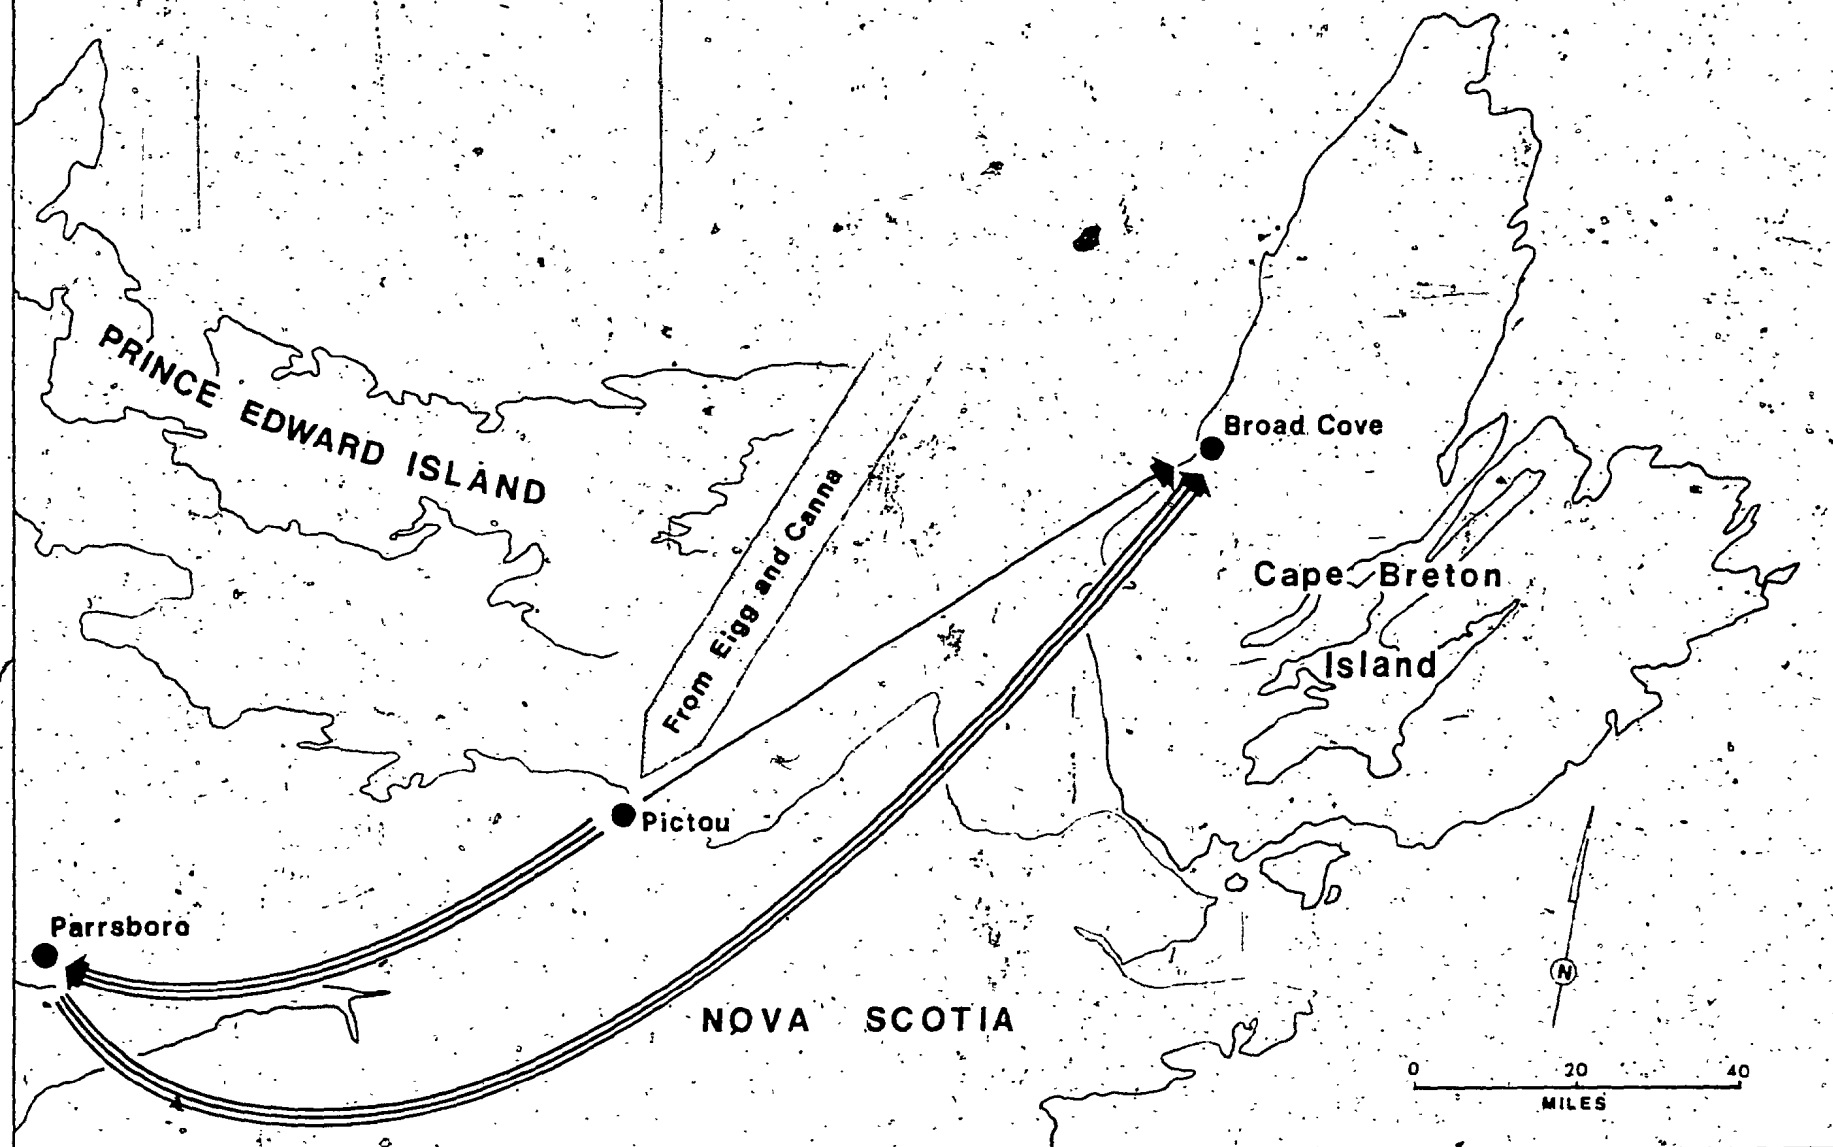 PRINCE EDWARD ISLAND
Broad Cove
From Eigg and Canna
Cape Breton
Island
Pictou
Parrsboro
N
NOVA SCOTIA
0 20 40
MILES